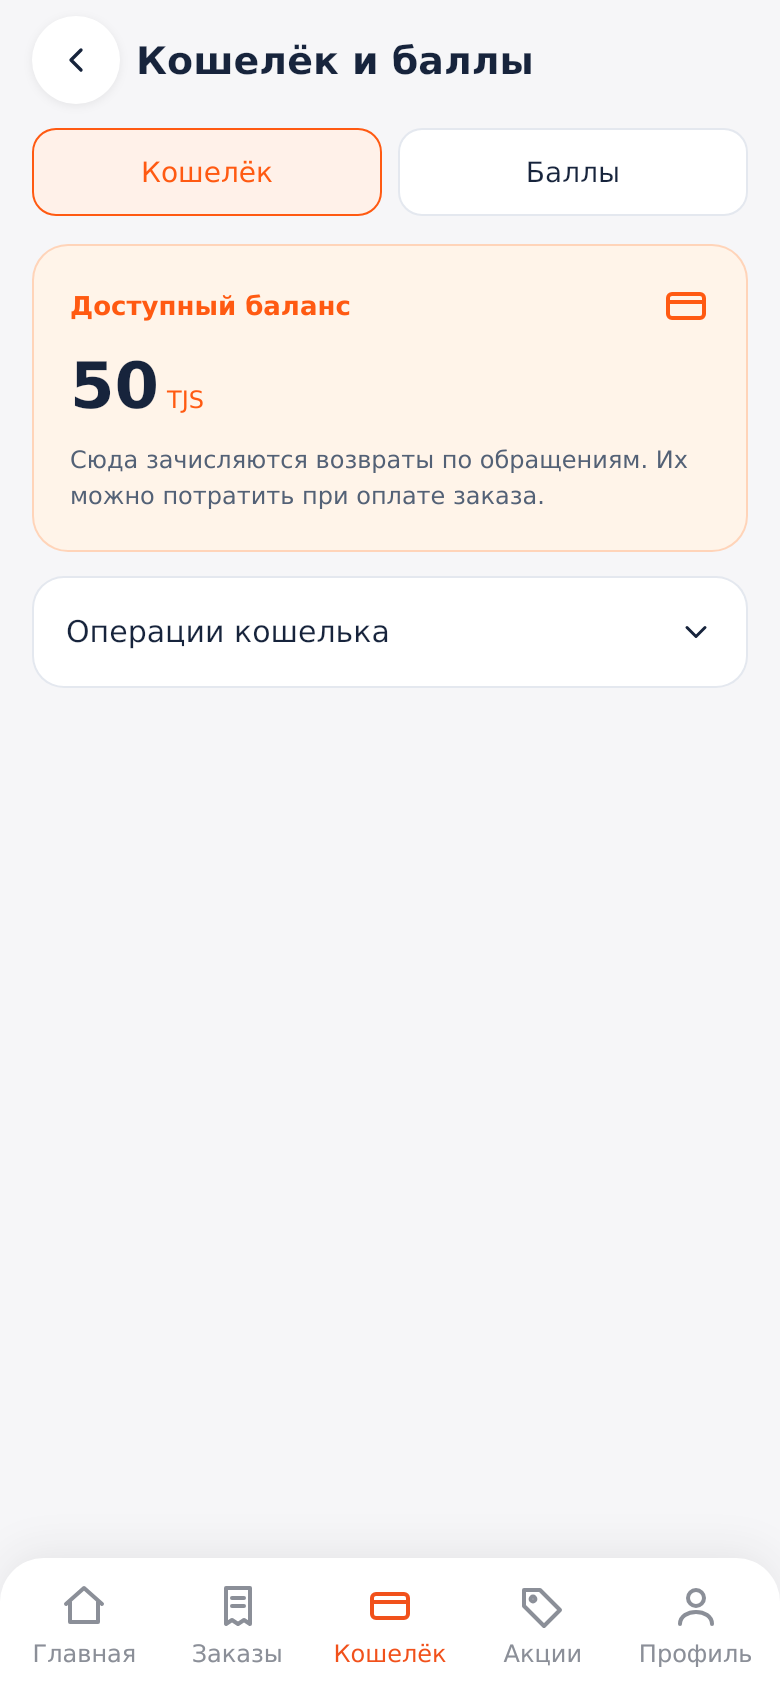 Кошелёк и баллы
Кошелёк
Баллы
Доступный баланс
50 TJS
Сюда зачисляются возвраты по обращениям. Их
можно потратить при оплате заказа.
Операции кошелька
Главная
Заказы
Кошелёк
Акции
Профиль